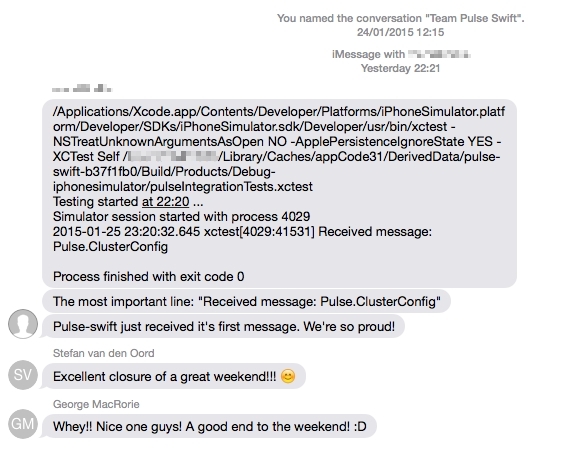 You named the conversation "Team Pulse Swift".
24/01/2015 12:15
iMessage with
Yesterday 22:21
/Applications/Xcode.app/Contents/Developer/Platforms/iPhoneSimulator.platf
orm/Developer/SDKs/iPhoneSimulator.sdk/Developer/usr/bin/xctest -
NSTreatUnknownArgumentsAsOpen NO -ApplePersistenceIgnoreState YES -
XCTest Self / /Library/Caches/appCode31/DerivedData/pulse-
swift-b37f1fb0/Build/Products/Debug-
iphonesimulator/pulseIntegrationTests.xctest
Testing started at 22:20 ...
Simulator session started with process 4029
2015-01-25 23:20:32.645 xctest[4029:41531] Received message:
Pulse.ClusterConfig
Process finished with exit code 0
The most important line: "Received message: Pulse.ClusterConfig"
Pulse-swift just received it's first message. We're so proud!
Stefan van den Oord
SV
Excellent closure of a great weekend!!! 😊
George MacRorie
GM
Whey!! Nice one guys! A good end to the weekend! :D